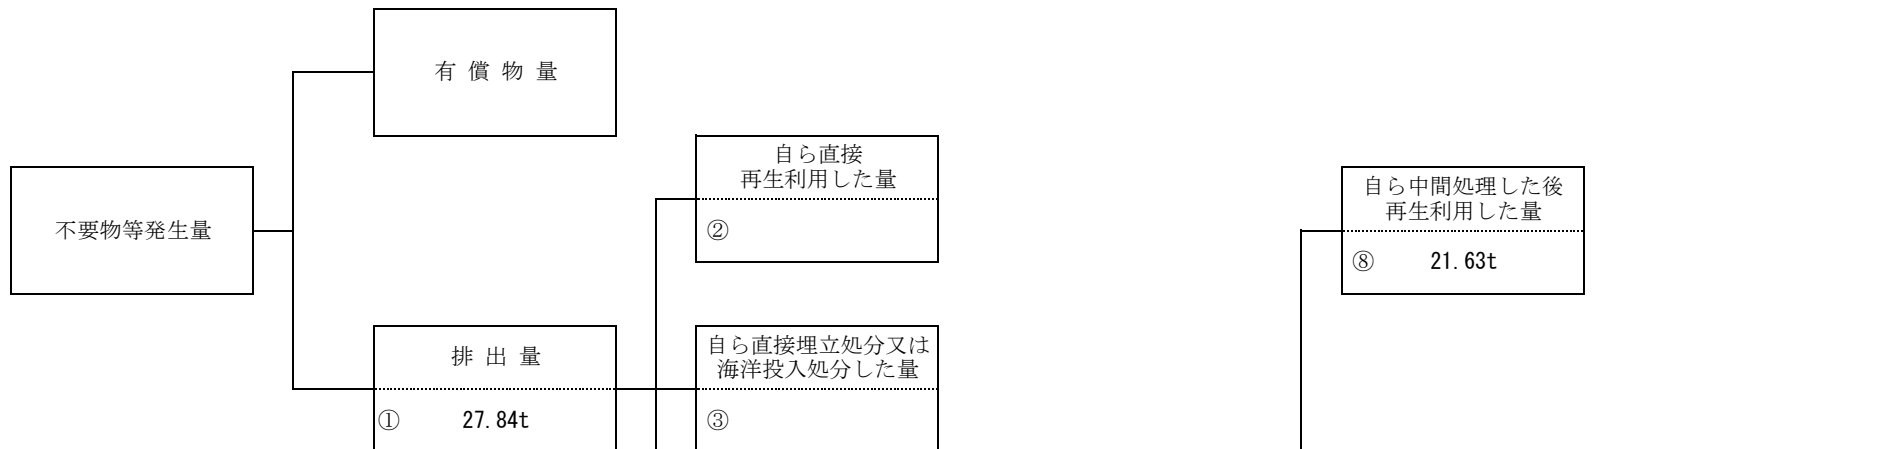 有 償 物 量
自ら直接
再生利用した量
②
不要物等発生量
自ら中間処理した後
再生利用した量
⑧ 21.63t
排 出 量
① 27.84t
自ら直接埋立処分又は
海洋投入処分した量
③